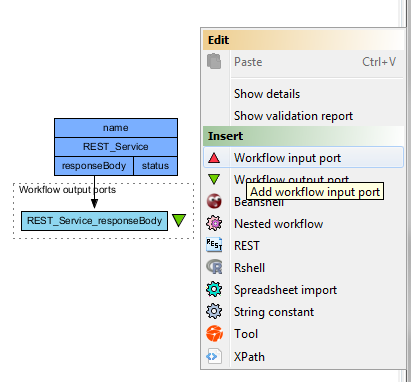 name
REST_Service
responseBody status
Workflow output ports
REST_Service_responseBody
Edit
Paste Ctrl+V
Show details
Show validation report
Insert
Workflow input port
Workflow output port
Add workflow input port
Beanshell
Nested workflow
REST
REST
Rshell
Spreadsheet import
String constant
Tool
XPath